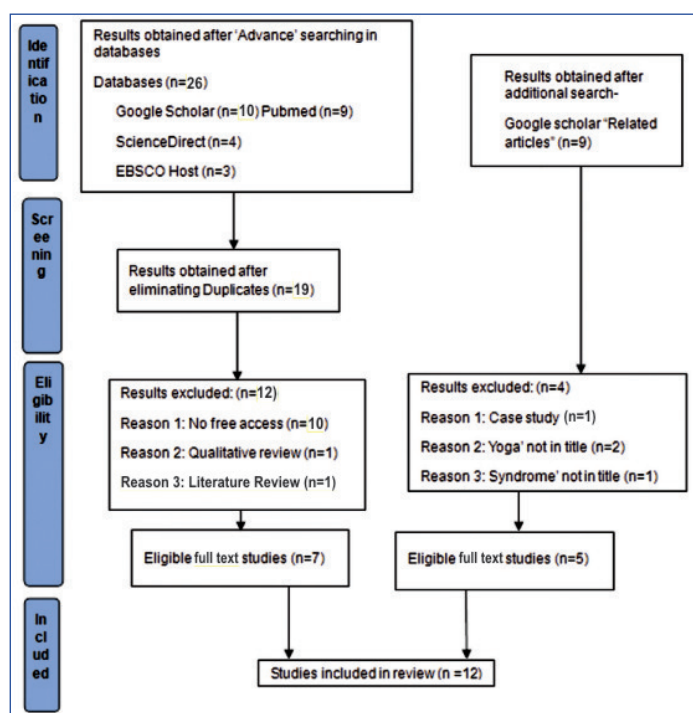 Ide
ntif
ica
tio
n
Results obtained after 'Advance' searching in
databases
Databases (n=26)
Google Scholar (n=10) Pubmed (n=9)
ScienceDirect (n=4)
EBSCO Host (n=3)
Results obtained after
additional search-
Google scholar "Related
articles" (n=9)
Scr
ee
nin
g
Results obtained after
eliminating Duplicates (n=19)
Eli
gib
ilit
y
Results excluded: (n=12)
Reason 1: No free access (n=10)
Reason 2: Qualitative review (n=1)
Reason 3: Literature Review (n=1)
Results excluded: (n=4)
Reason 1: Case study (n=1)
Reason 2: Yoga' not in title (n=2)
Reason 3: Syndrome' not in title (n=1)
Eligible full text studies (n=7)
Eligible full text studies (n=5)
In
cl
ud
ed
Studies included in review (n =12)